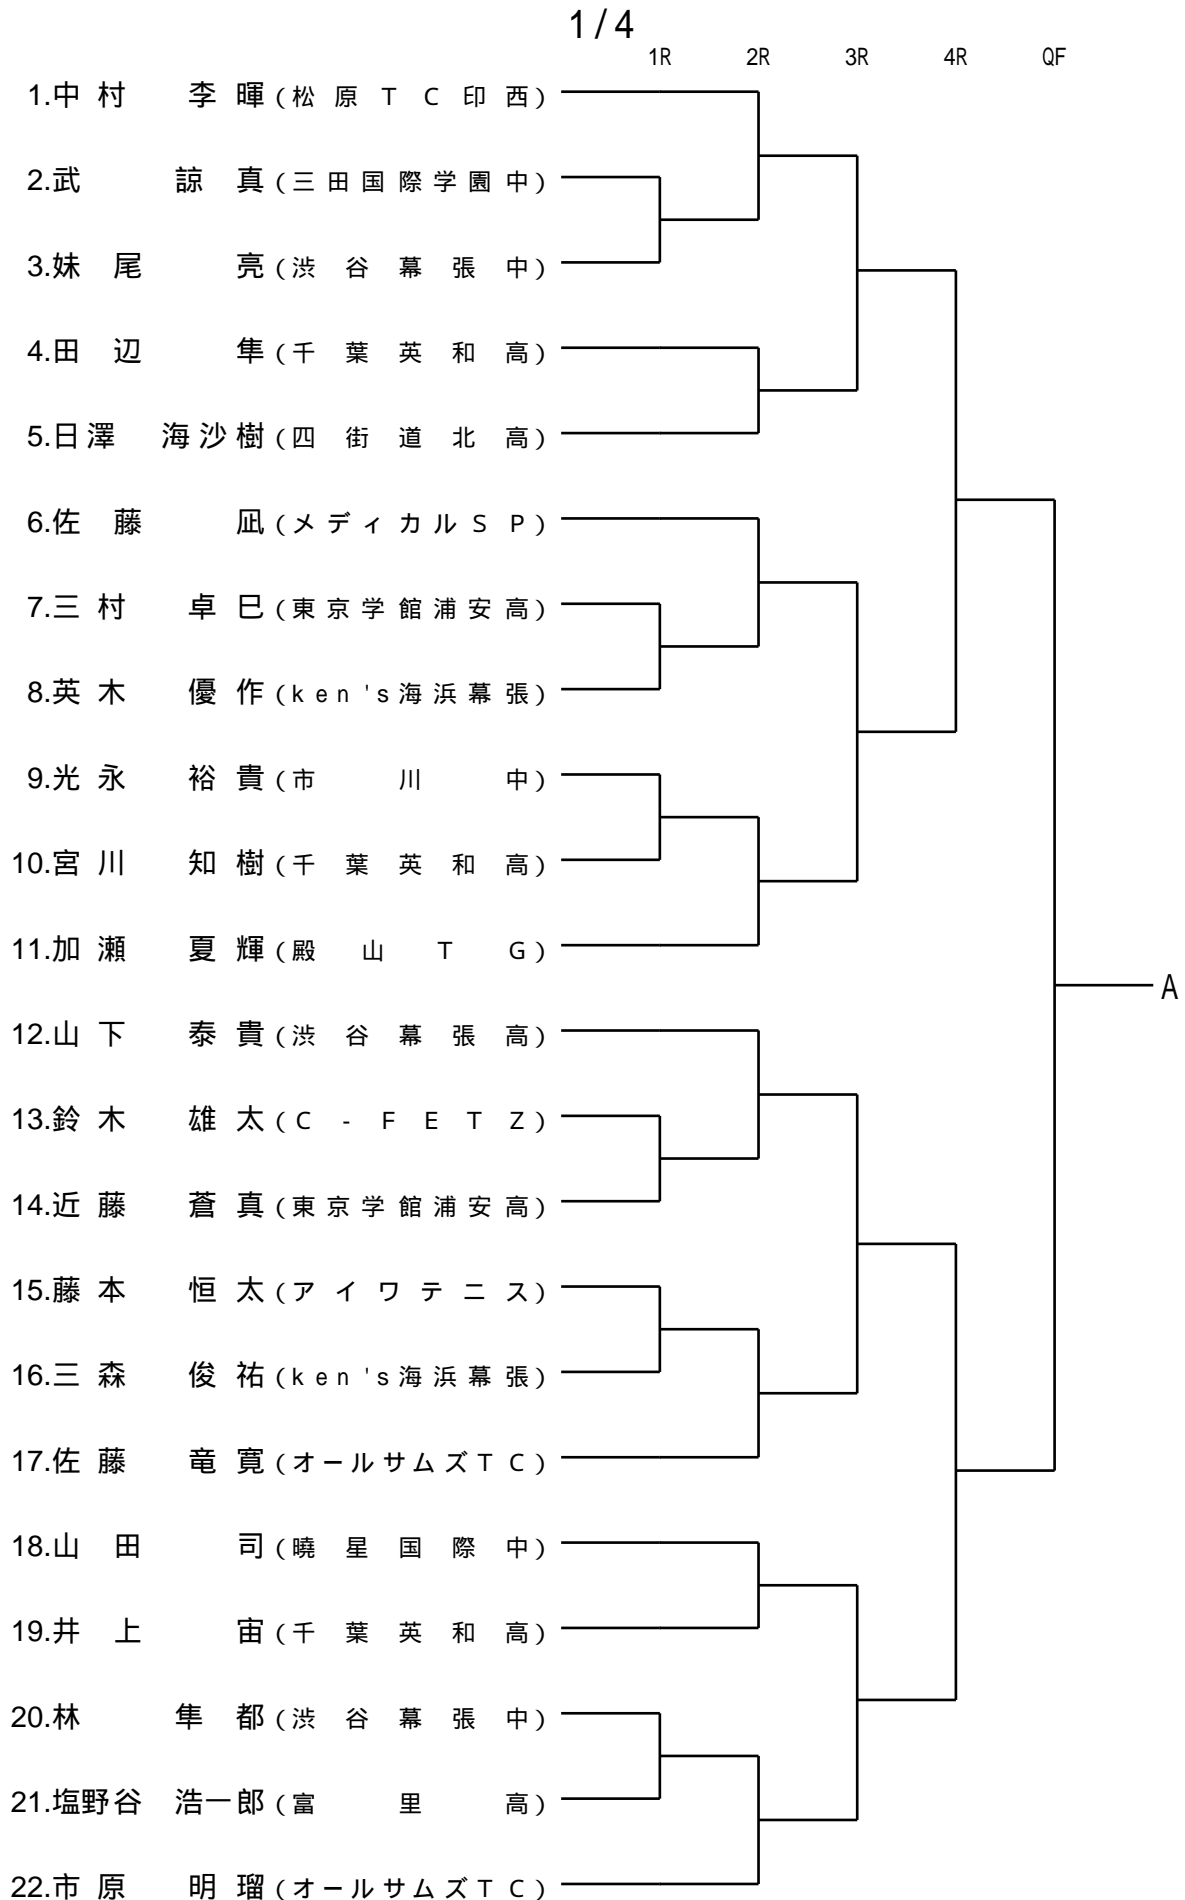 1/4
1R 2R 3R 4R QF
1.中村 李暉(松原TC印西)
2.武 諒真(三田国際学園中)
3.妹尾 亮(渋谷幕張中)
4.田辺 隼(千葉英和高)
5.日澤 海沙樹(四街道北高)
6.佐藤 凪(メディカルSP)
7.三村 卓巳(東京学館浦安高)
8.英木 優作(ken's海浜幕張)
9.光永 裕貴(市川中)
10.宮川 知樹(千葉英和高)
11.加瀬 夏輝(殿山TG)
A
12.山下 泰貴(渋谷幕張高)
13.鈴木 雄太(C-FETZ)
14.近藤 蒼真(東京学館浦安高)
15.藤本 恒太(アイワテニス)
16.三森 俊祐(ken's海浜幕張)
17.佐藤 竜寛(オールサムズTC)
18.山田 司(暁星国際中)
19.井上 宙(千葉英和高)
20.林 隼都(渋谷幕張中)
21.塩野谷 浩一郎(富里高)
22.市原 明瑠(オールサムズTC)